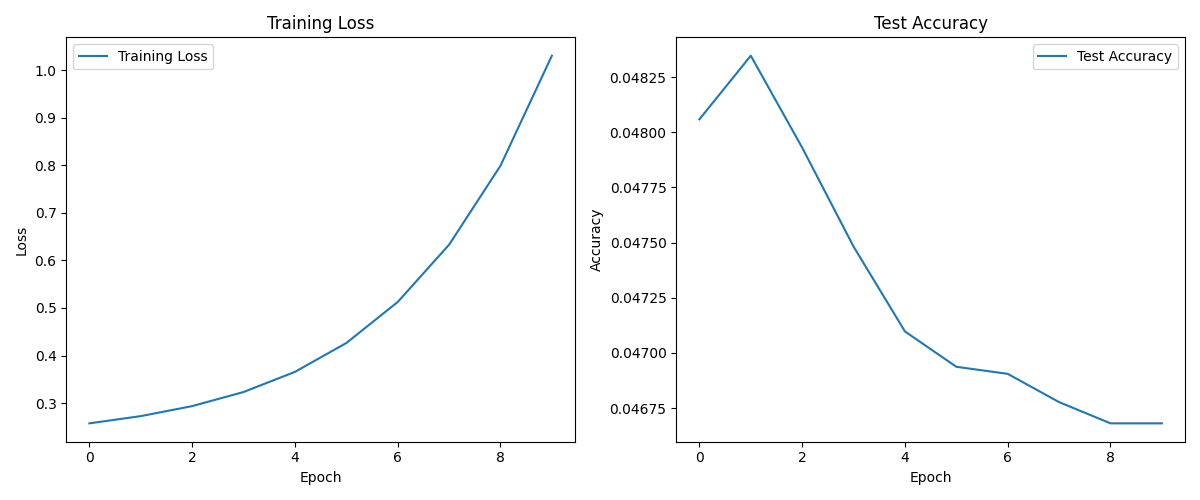 Training Loss
Training Loss
1.0
0.9
0.8
0.7
0.6
0.5
0.4
0.3
Loss
0 2 4 6 8
Epoch
Test Accuracy
Test Accuracy
0.04825
0.04800
0.04775
0.04750
0.04725
0.04700
0.04675
Accuracy
0 2 4 6 8
Epoch